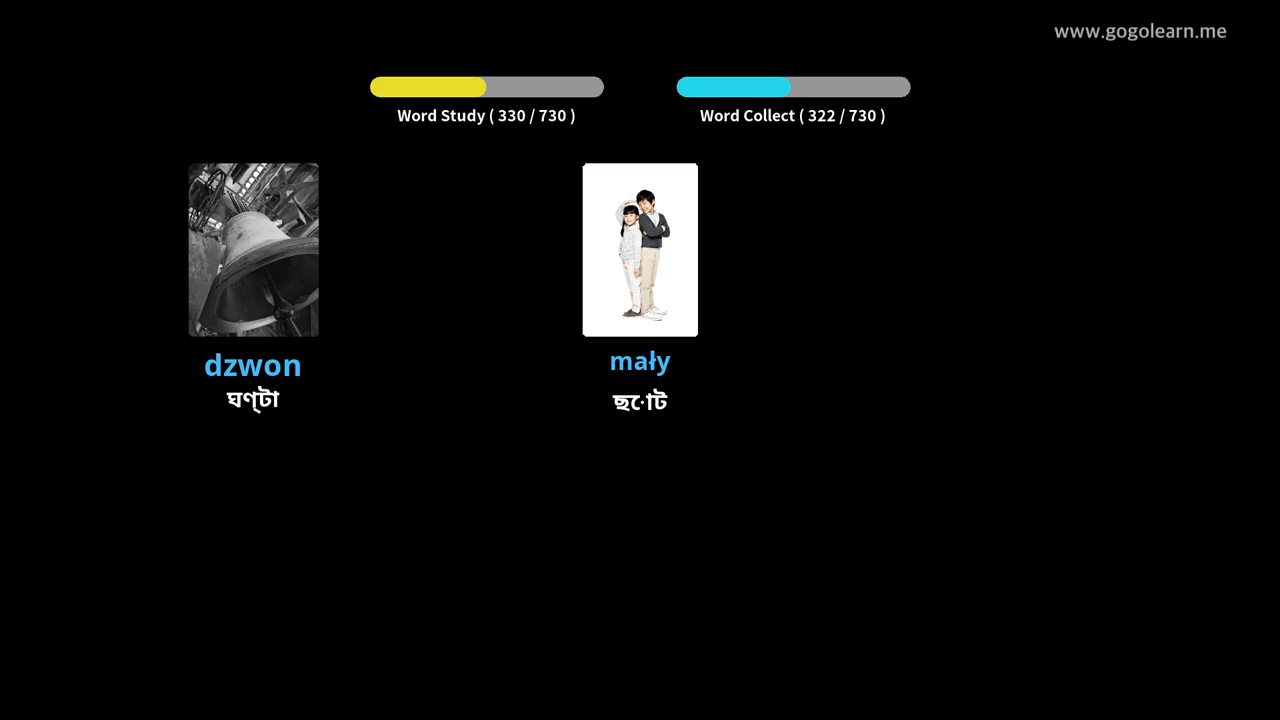 www.gogolearn.me
Word Study ( 330 / 730 )
Word Collect ( 322 / 730 )
dzwon
ঘণ্টা
mały
ছোট